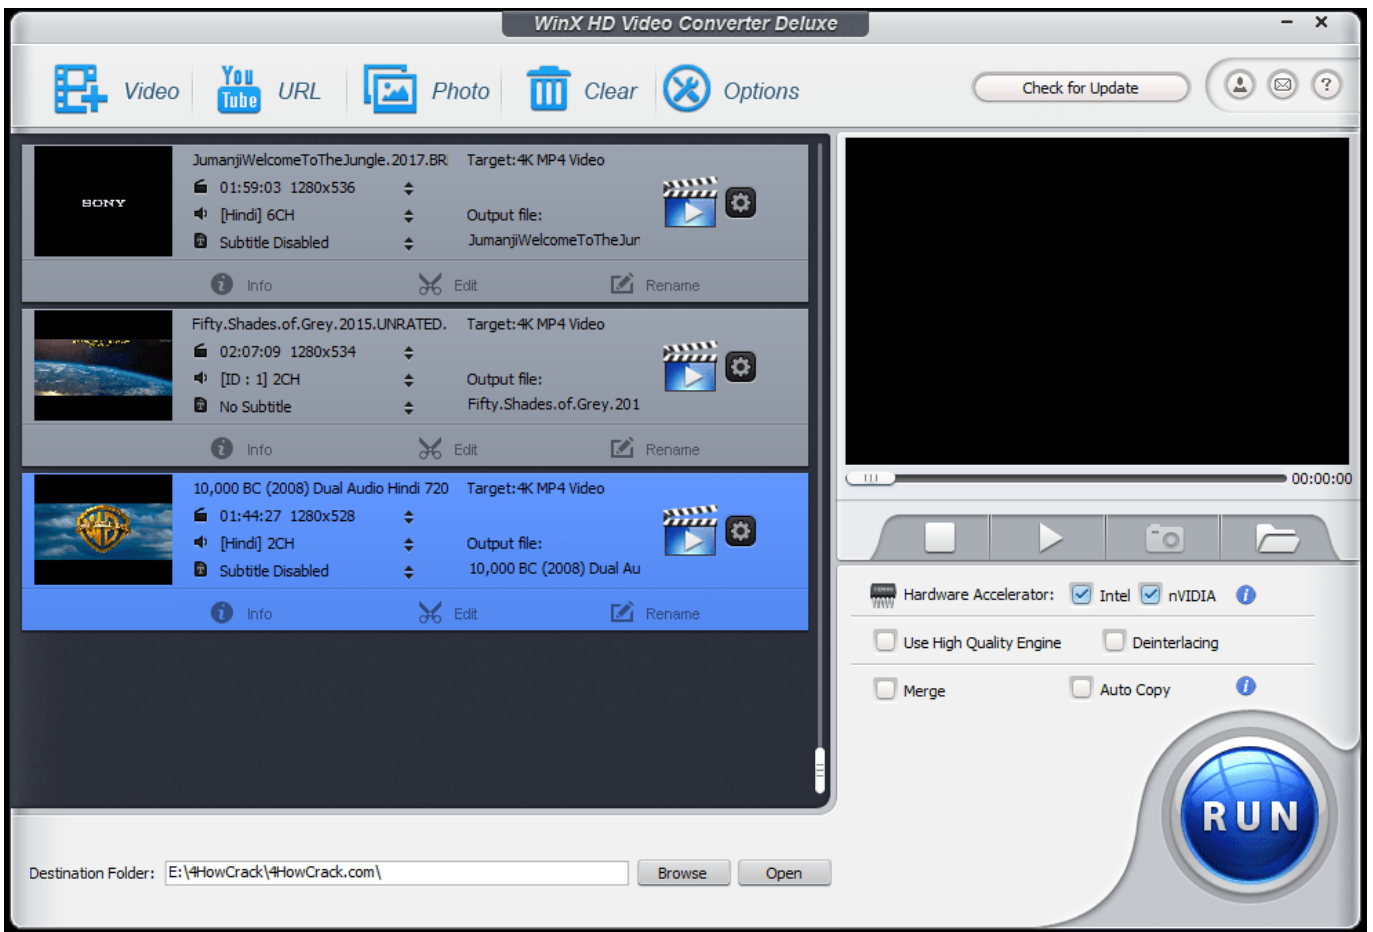 WinX HD Video Converter Deluxe
Video
You Tube
URL
Photo
Clear
Options
Check for Update
?
SONY
JumanjiWelcomeToTheJungle.2017.BR
Target:4K MP4 Video
01:59:03 1280x536
[Hindi] 6CH
Output file:
Subtitle Disabled
JumanjiWelcomeToTheJun
Info
Edit
Rename
Fifty.Shades.of.Grey.2015.UNRATED.
Target:4K MP4 Video
02:07:09 1280x534
[ID : 1] 2CH
Output file:
No Subtitle
Fifty.Shades.of.Grey.201
Info
Edit
Rename
10,000 BC (2008) Dual Audio Hindi 720
Target:4K MP4 Video
01:44:27 1280x528
[Hindi] 2CH
Output file:
Subtitle Disabled
10,000 BC (2008) Dual Au
Info
Edit
Rename
00:00:00
Hardware Accelerator:
Intel
nVIDIA
Use High Quality Engine
Deinterlacing
Merge
Auto Copy
RUN
Destination Folder:
E:\4HowCrack\4HowCrack.com\
Browse
Open